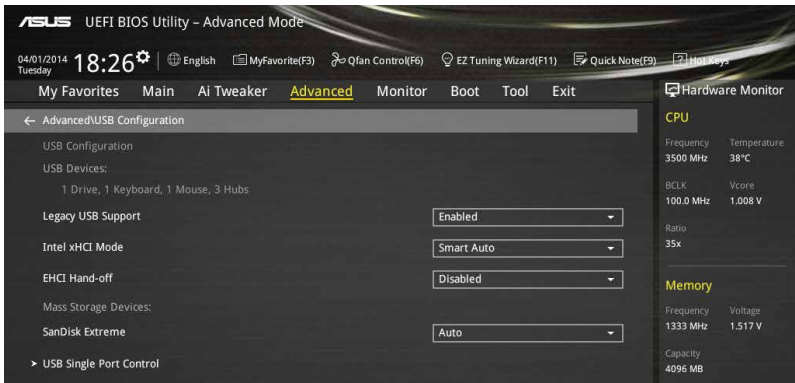 ASUS UEFI BIOS Utility – Advanced Mode
04/01/2014 Tuesday 18:26 English MyFavorite(F3) Qfan Control(F6) EZ Tuning Wizard(F11) Quick Note(F9) ? Hot Keys
My Favorites Main Ai Tweaker Advanced Monitor Boot Tool Exit
← Advanced\USB Configuration
USB Configuration
USB Devices:
1 Drive, 1 Keyboard, 1 Mouse, 3 Hubs
Legacy USB Support Enabled
Intel xHCI Mode Smart Auto
EHCI Hand-off Disabled
Mass Storage Devices:
SanDisk Extreme Auto
➤ USB Single Port Control
Hardware Monitor
CPU
Frequency Temperature
3500 MHz 38°C
BCLK Vcore
100.0 MHz 1.008 V
Ratio
35x
Memory
Frequency Voltage
1333 MHz 1.517 V
Capacity
4096 MB